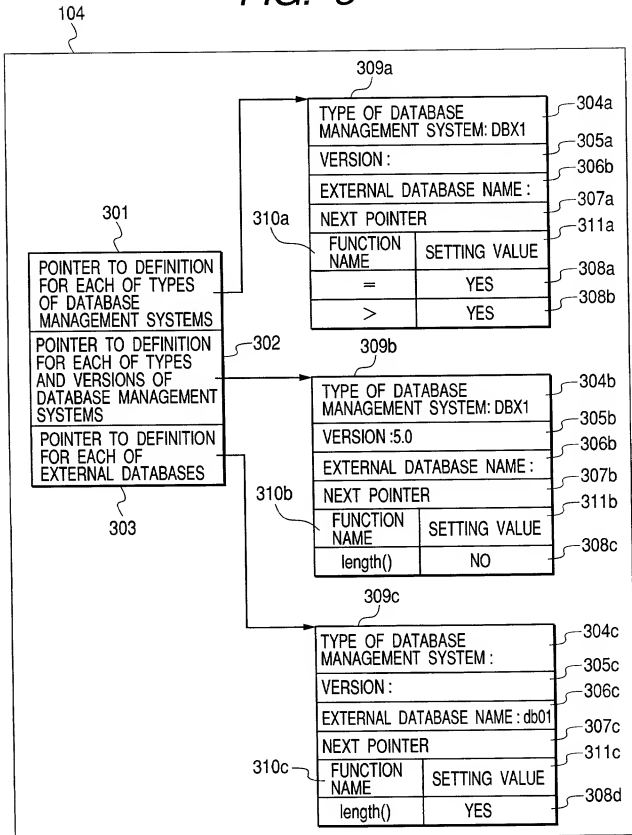 104
309a
TYPE OF DATABASE
MANAGEMENT SYSTEM: DBX1
304a
VERSION :
305a
EXTERNAL DATABASE NAME :
306b
NEXT POINTER
307a
310a
FUNCTION
NAME
SETTING VALUE
311a
=
YES
308a
>
YES
308b
301
POINTER TO DEFINITION
FOR EACH OF TYPES
OF DATABASE
MANAGEMENT SYSTEMS
302
POINTER TO DEFINITION
FOR EACH OF TYPES
AND VERSIONS OF
DATABASE MANAGEMENT
SYSTEMS
POINTER TO DEFINITION
FOR EACH OF
EXTERNAL DATABASES
303
309b
TYPE OF DATABASE
MANAGEMENT SYSTEM: DBX1
304b
VERSION :5.0
305b
EXTERNAL DATABASE NAME :
306b
NEXT POINTER
307b
310b
FUNCTION
NAME
SETTING VALUE
311b
length()
NO
308c
309c
TYPE OF DATABASE
MANAGEMENT SYSTEM :
304c
VERSION :
305c
EXTERNAL DATABASE NAME : db01
306c
NEXT POINTER
307c
310c
FUNCTION
NAME
SETTING VALUE
311c
length()
YES
308d